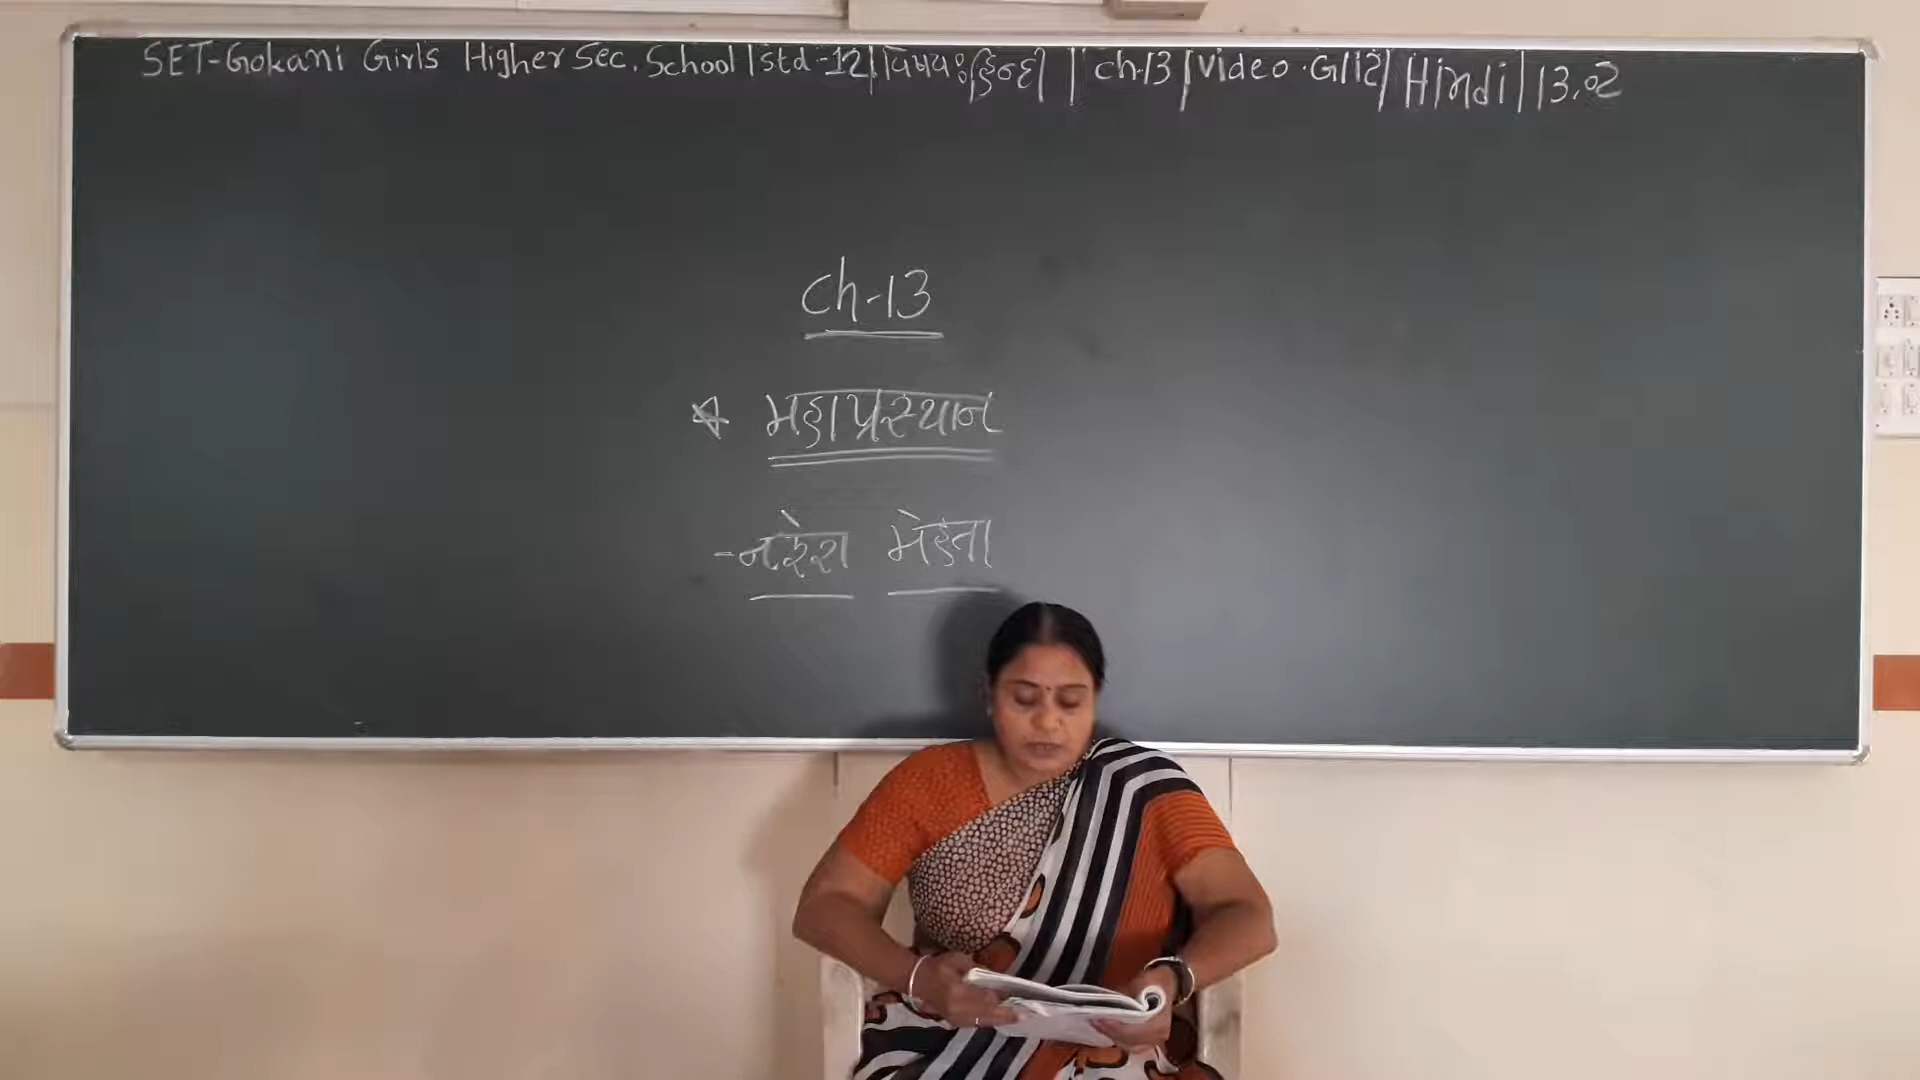 SET-Gokani Girls Higher Sec. School | Std-12 | विषय: हिन्दी | Ch-13 | Video.G/12 | Hindi | 13.02
Ch-13
महाप्रस्थान
-नरेश मेहता